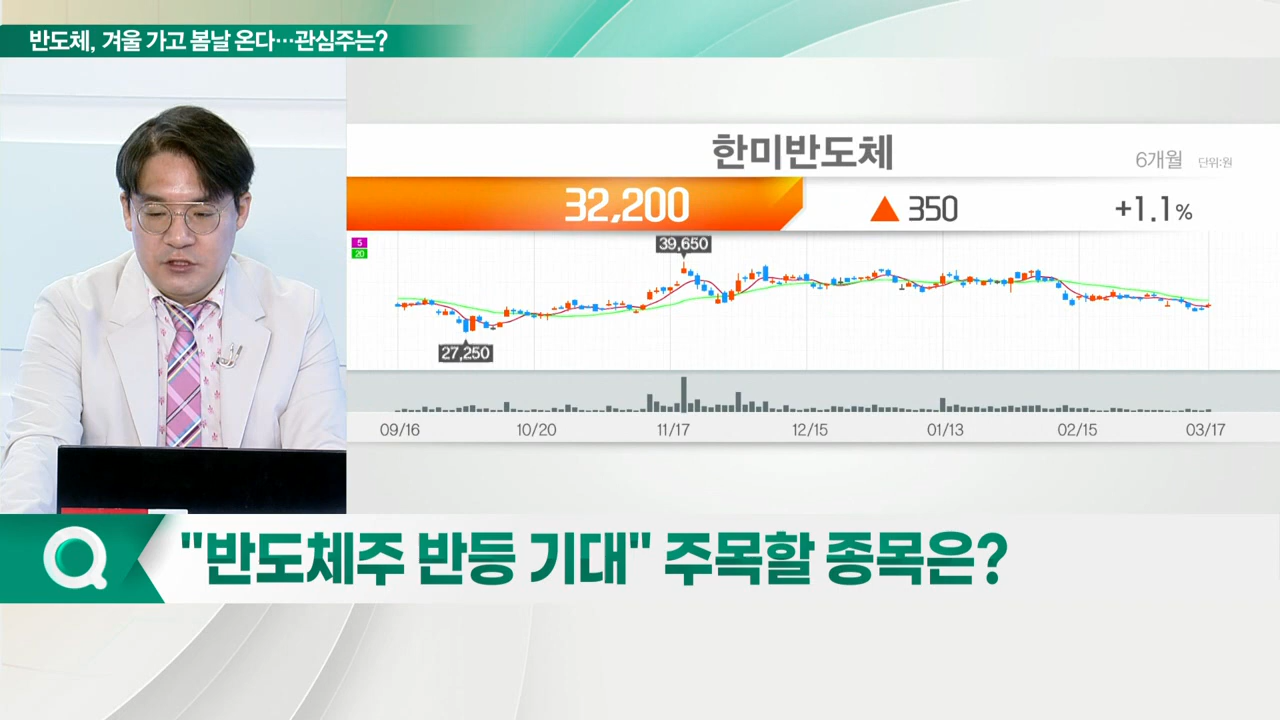 반도체, 겨울 가고 봄날 온다…관심주는?
한미반도체
6개월 단위:원
32,200 ▲ 350 +1.1%
5
20
39,650
27,250
09/16 10/20 11/17 12/15 01/13 02/15 03/17
"반도체주 반등 기대" 주목할 종목은?